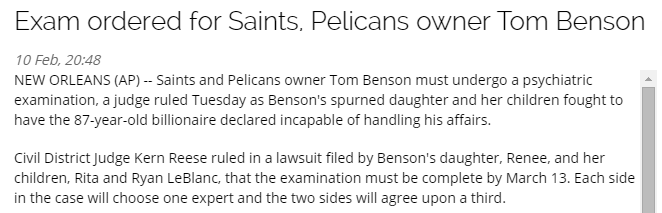 Exam ordered for Saints, Pelicans owner Tom Benson
10 Feb, 20:48
NEW ORLEANS (AP) -- Saints and Pelicans owner Tom Benson must undergo a psychiatric
examination, a judge ruled Tuesday as Benson's spurned daughter and her children fought to
have the 87-year-old billionaire declared incapable of handling his affairs.
Civil District Judge Kern Reese ruled in a lawsuit filed by Benson's daughter, Renee, and her
children, Rita and Ryan LeBlanc, that the examination must be complete by March 13. Each side
in the case will choose one expert and the two sides will agree upon a third.